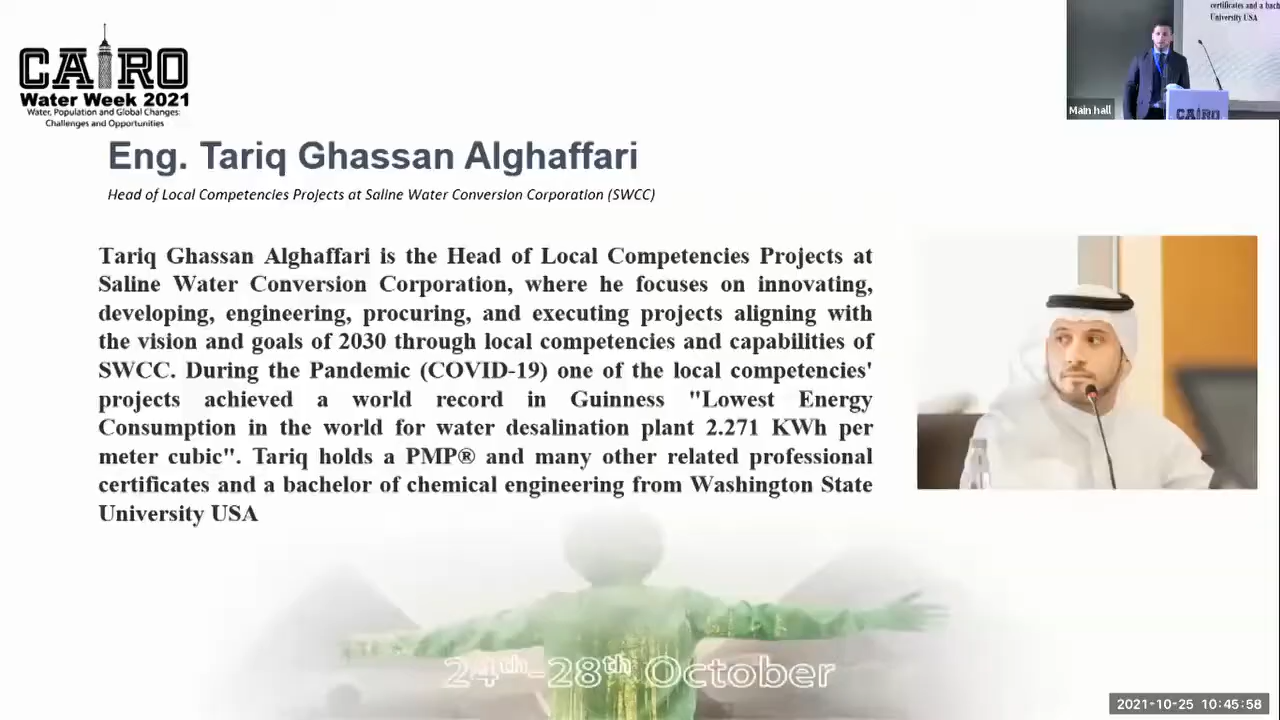 CAIRO
Water Week 2021
Water, Population and Global Changes:
Challenges and Opportunities
certificates and a bach
University USA
Main hall
CAIRO
Eng. Tariq Ghassan Alghaffari
Head of Local Competencies Projects at Saline Water Conversion Corporation (SWCC)
Tariq Ghassan Alghaffari is the Head of Local Competencies Projects at
Saline Water Conversion Corporation, where he focuses on innovating,
developing, engineering, procuring, and executing projects aligning with
the vision and goals of 2030 through local competencies and capabilities of
SWCC. During the Pandemic (COVID-19) one of the local competencies'
projects achieved a world record in Guinness "Lowest Energy
Consumption in the world for water desalination plant 2.271 KWh per
meter cubic". Tariq holds a PMP® and many other related professional
certificates and a bachelor of chemical engineering from Washington State
University USA
24th-28th October
2021-10-25 10:45:58